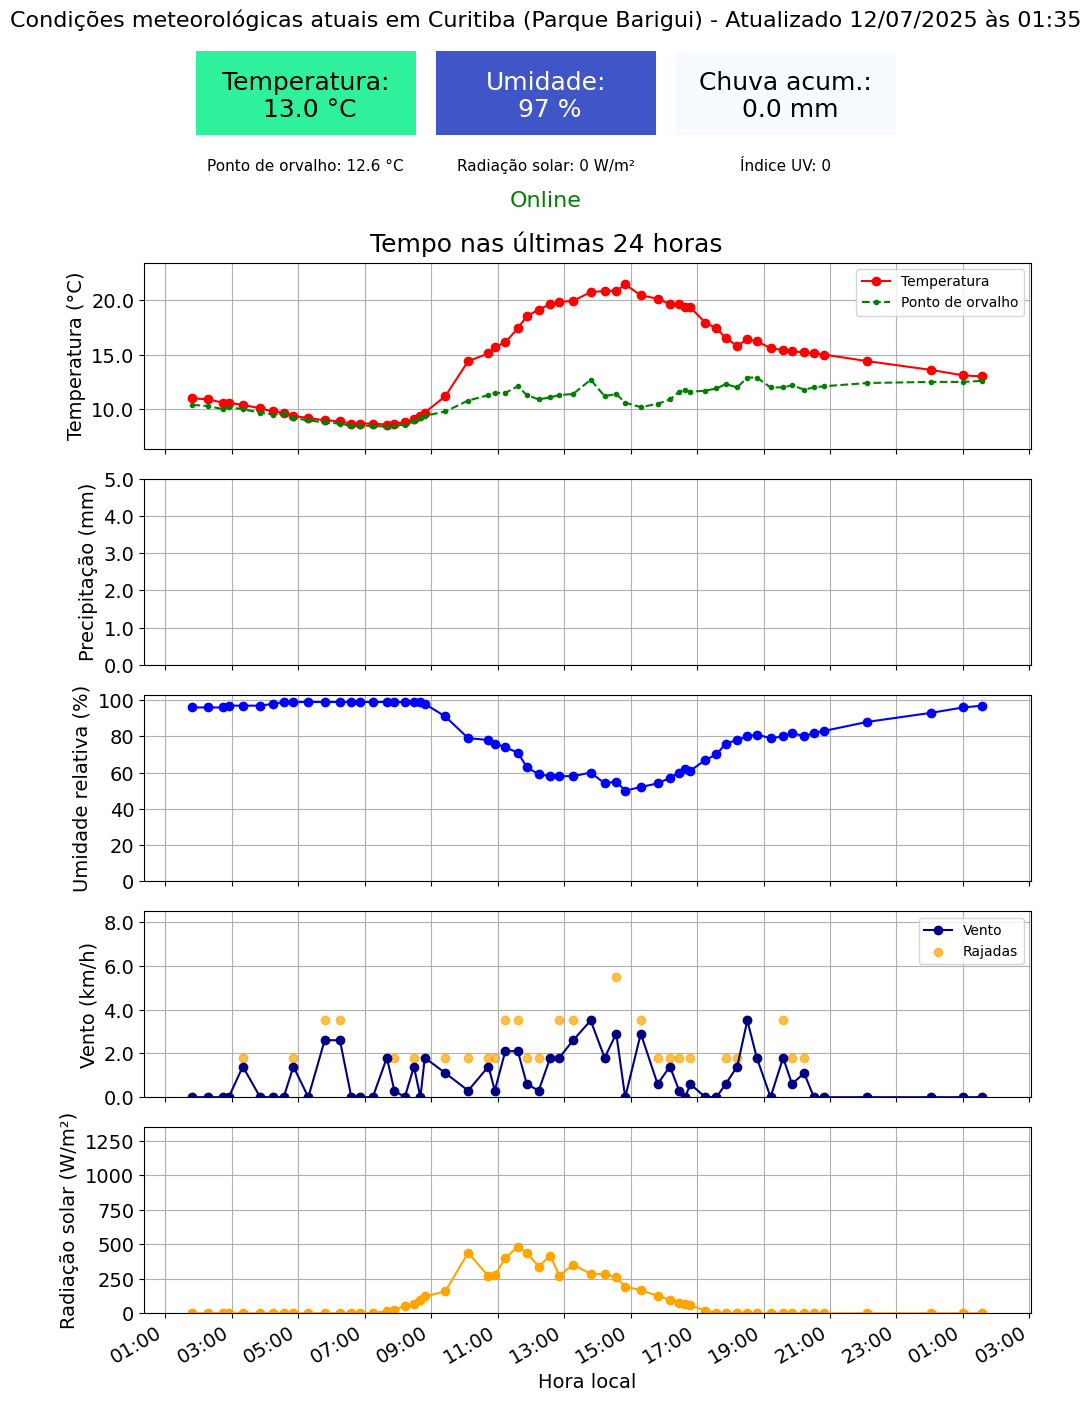 Condições meteorológicas atuais em Curitiba (Parque Barigui) - Atualizado 12/07/2025 às 01:35
Temperatura:
13.0 °C
Umidade:
97 %
Chuva acum.:
0.0 mm
Ponto de orvalho: 12.6 °C
Radiação solar: 0 W/m²
Índice UV: 0
Online
Tempo nas últimas 24 horas
Temperatura (°C)
20.0
15.0
10.0
Temperatura
Ponto de orvalho
Precipitação (mm)
5.0
4.0
3.0
2.0
1.0
0.0
Umidade relativa (%)
100
80
60
40
20
0
Vento (km/h)
8.0
6.0
4.0
2.0
0.0
Vento
Rajadas
Radiação solar (W/m²)
1250
1000
750
500
250
0
01:00
03:00
05:00
07:00
09:00
11:00
13:00
15:00
17:00
19:00
21:00
23:00
01:00
03:00
Hora local